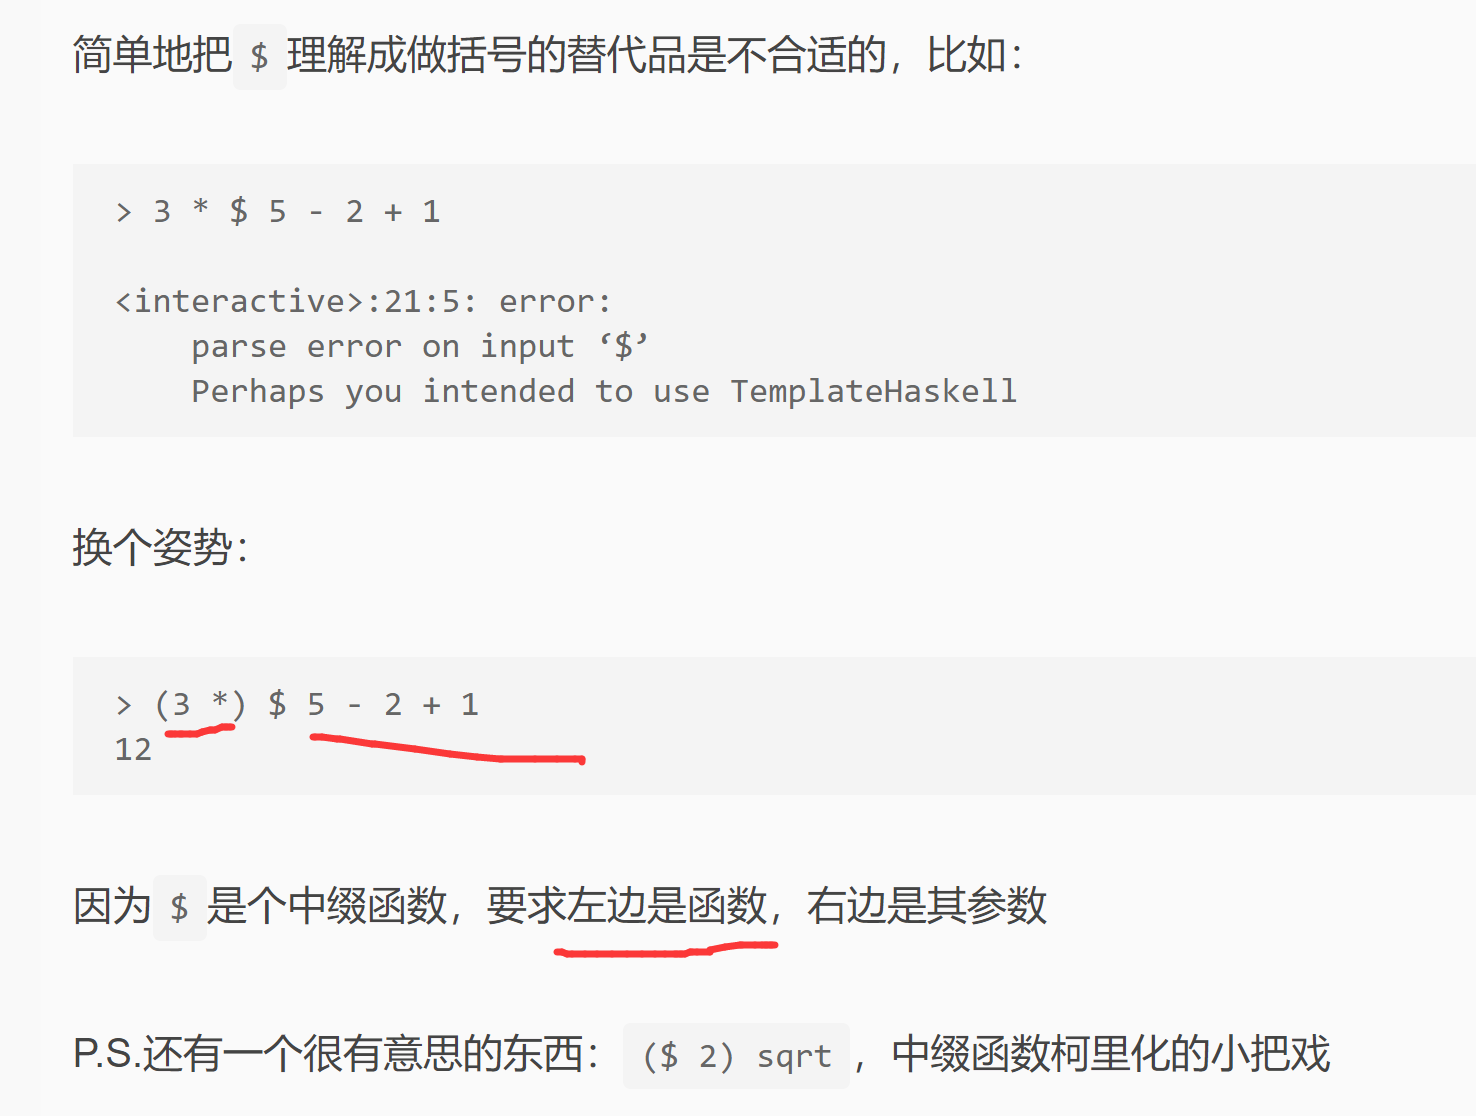 简单地把 $ 理解成做括号的替代品是不合适的，比如：
> 3 * $ 5 - 2 + 1
<interactive>:21:5: error:
    parse error on input ‘$’
    Perhaps you intended to use TemplateHaskell
换个姿势：
> (3 *) $ 5 - 2 + 1
12
因为 $ 是个中缀函数，要求左边是函数，右边是其参数
P.S.还有一个很有意思的东西： ($ 2) sqrt ，中缀函数柯里化的小把戏